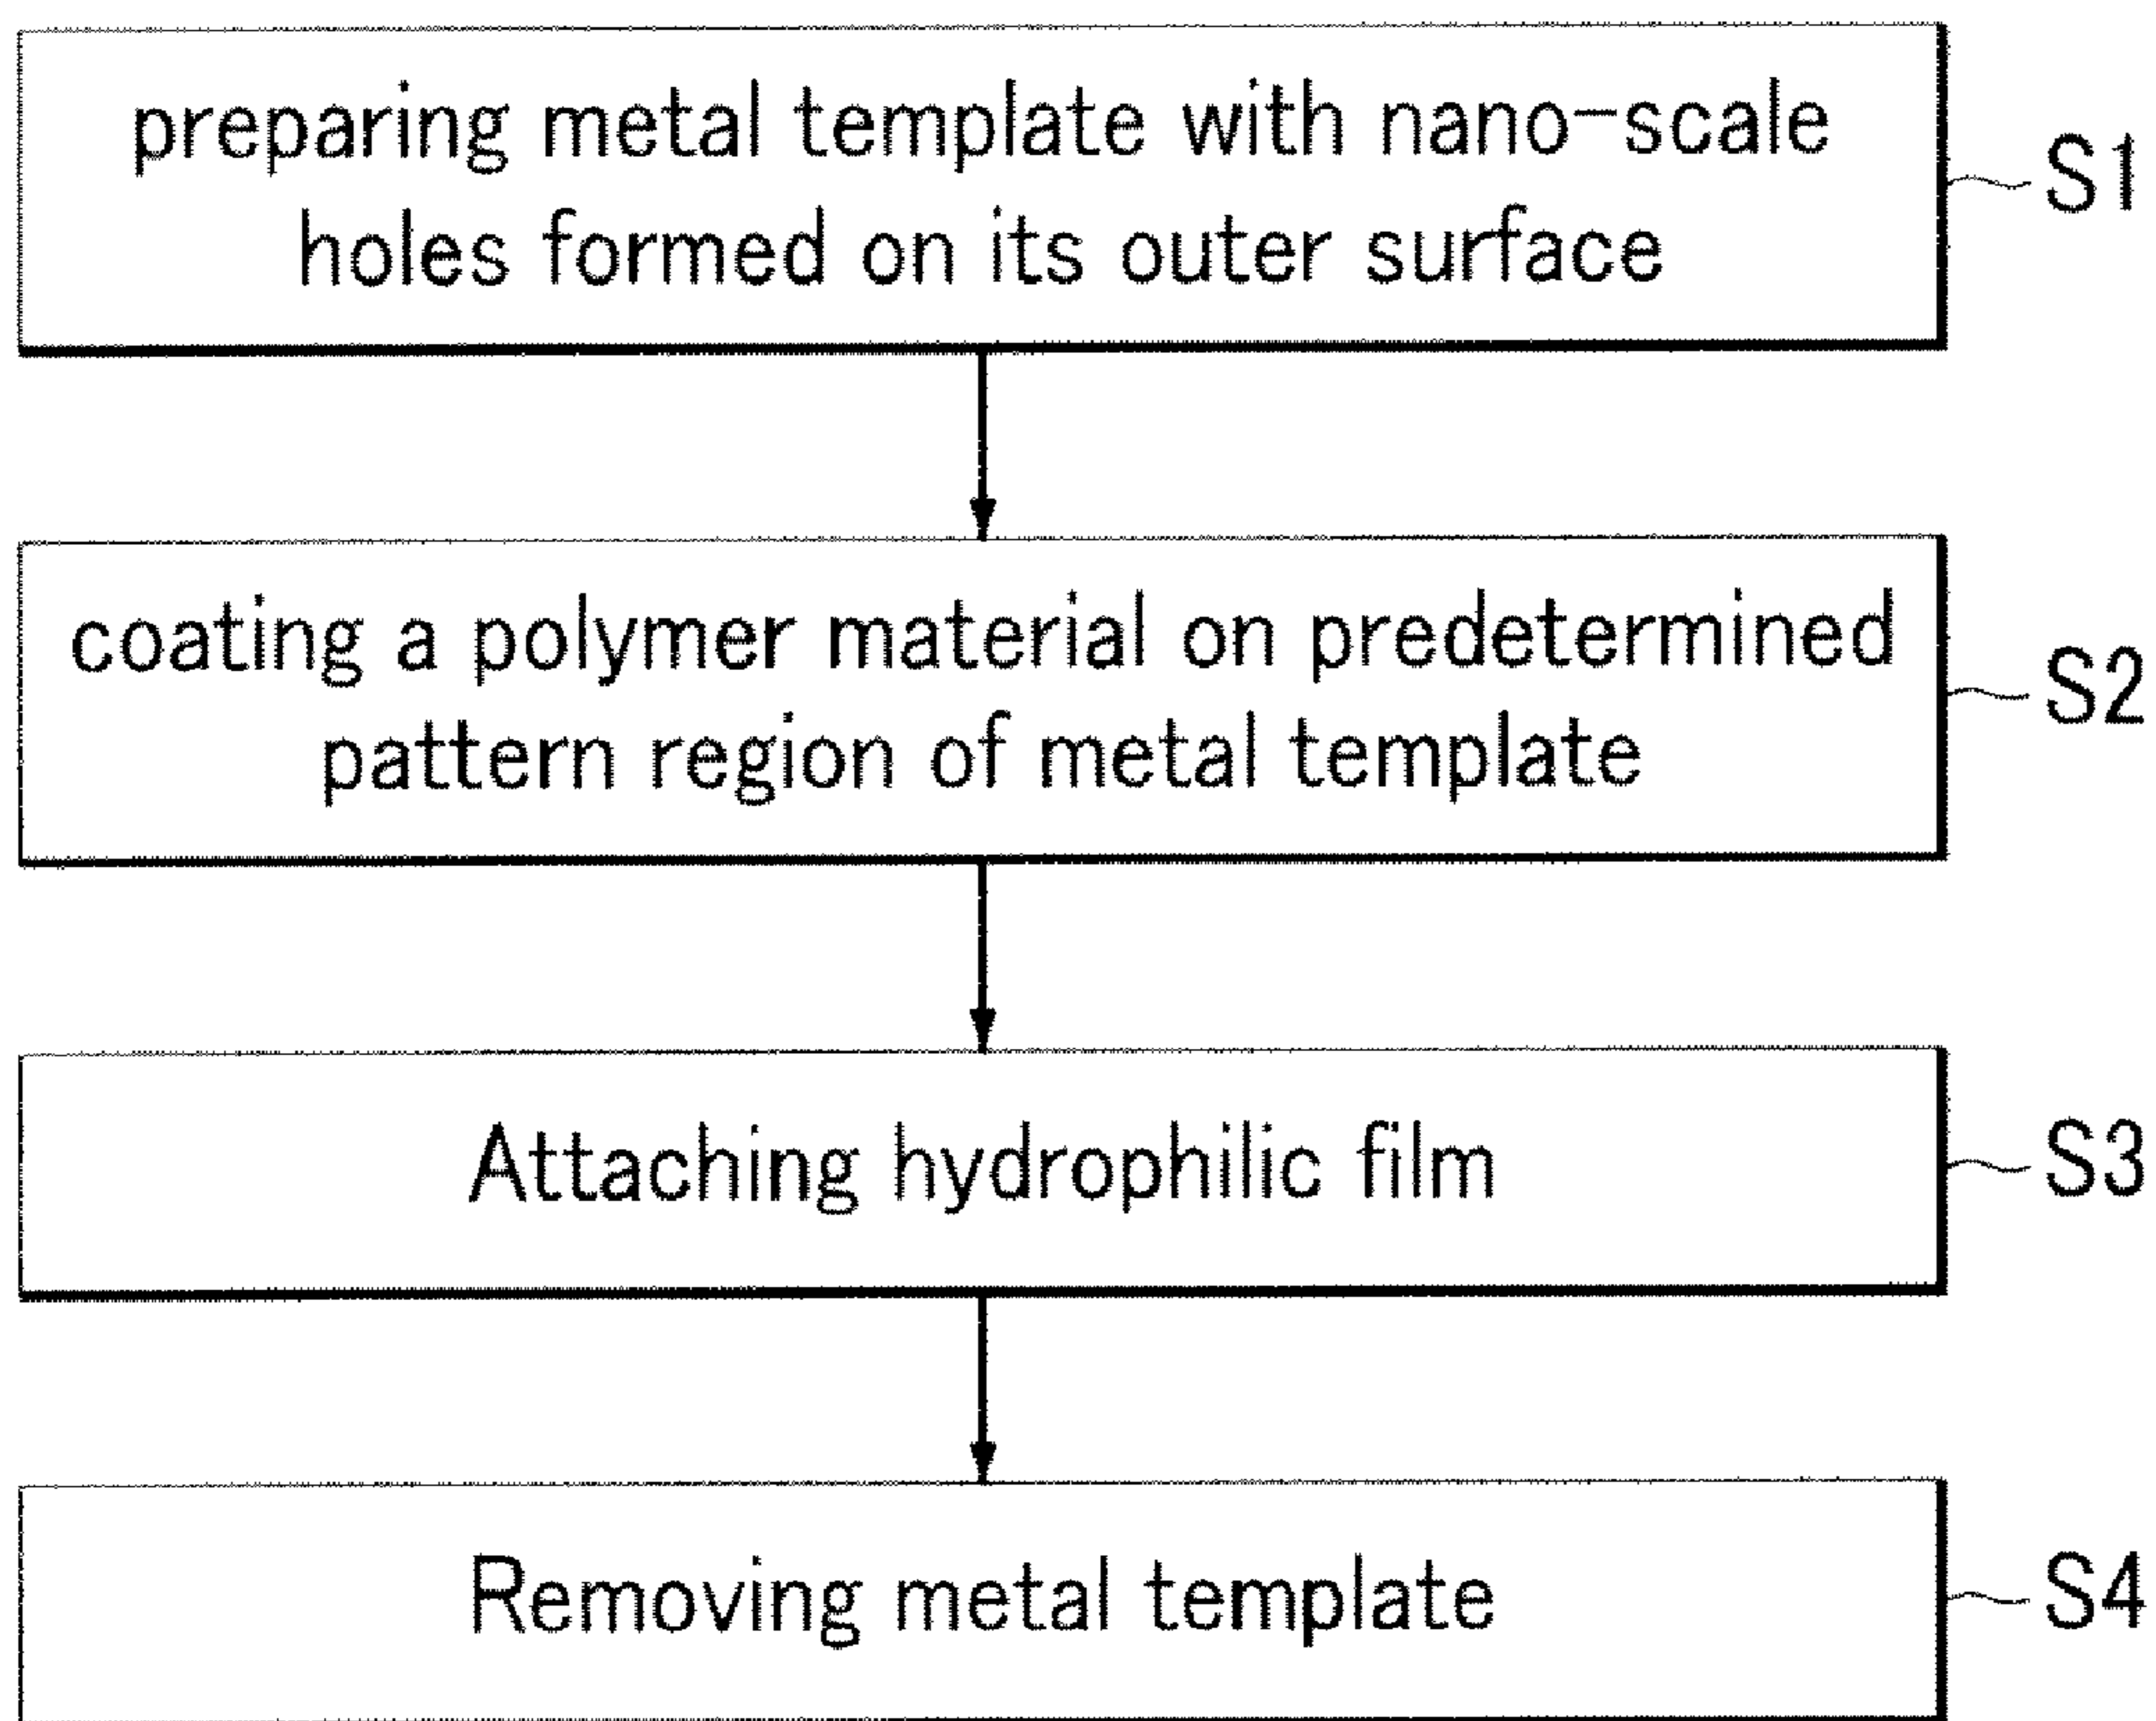 preparing metal template with nano-scale
holes formed on its outer surface
S1
coating a polymer material on predetermined
pattern region of metal template
S2
Attaching hydrophilic film
S3
Removing metal template
S4